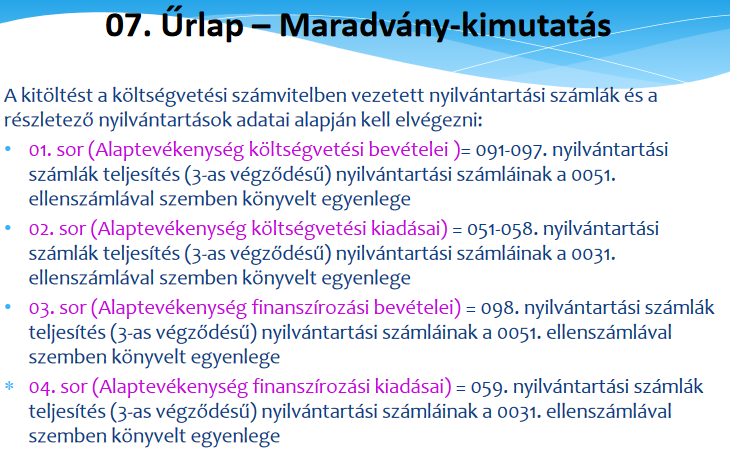 07. Űrlap – Maradvány-kimutatás
A kitöltést a költségvetési számvitelben vezetett nyilvántartási számlák és a
részletező nyilvántartások adatai alapján kell elvégezni:
• 01. sor (Alaptevékenység költségvetési bevételei )= 091-097. nyilvántartási
számlák teljesítés (3-as végződésű) nyilvántartási számláinak a 0051.
ellenszámlával szemben könyvelt egyenlege
• 02. sor (Alaptevékenység költségvetési kiadásai) = 051-058. nyilvántartási
számlák teljesítés (3-as végződésű) nyilvántartási számláinak a 0031.
ellenszámlával szemben könyvelt egyenlege
• 03. sor (Alaptevékenység finanszírozási bevételei) = 098. nyilvántartási számlák
teljesítés (3-as végződésű) nyilvántartási számláinak a 0051. ellenszámlával
szemben könyvelt egyenlege
* 04. sor (Alaptevékenység finanszírozási kiadásai) = 059. nyilvántartási számlák
teljesítés (3-as végződésű) nyilvántartási számláinak a 0031. ellenszámlával
szemben könyvelt egyenlege